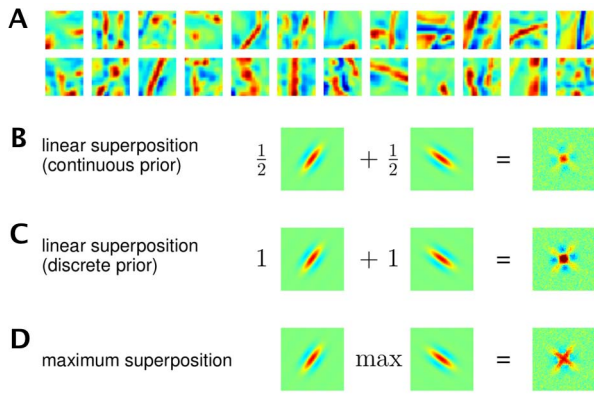 A
B linear superposition
(continuous prior)
½ + ½ =
C linear superposition
(discrete prior)
1 + 1 =
D maximum superposition
max =